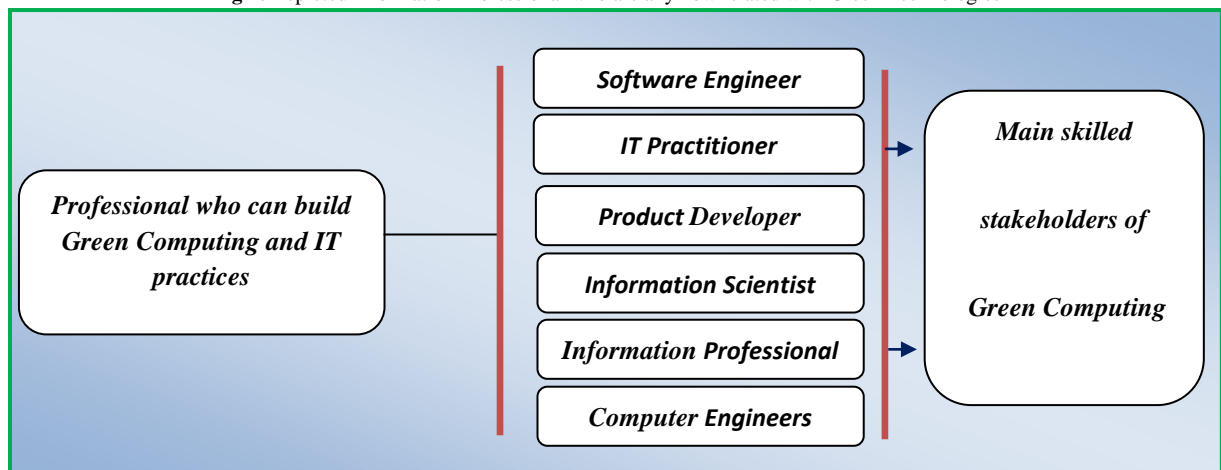 Professional who can build
Green Computing and IT
practices
Software Engineer
IT Practitioner
Product Developer
Information Scientist
Information Professional
Computer Engineers
Main skilled
stakeholders of
Green Computing